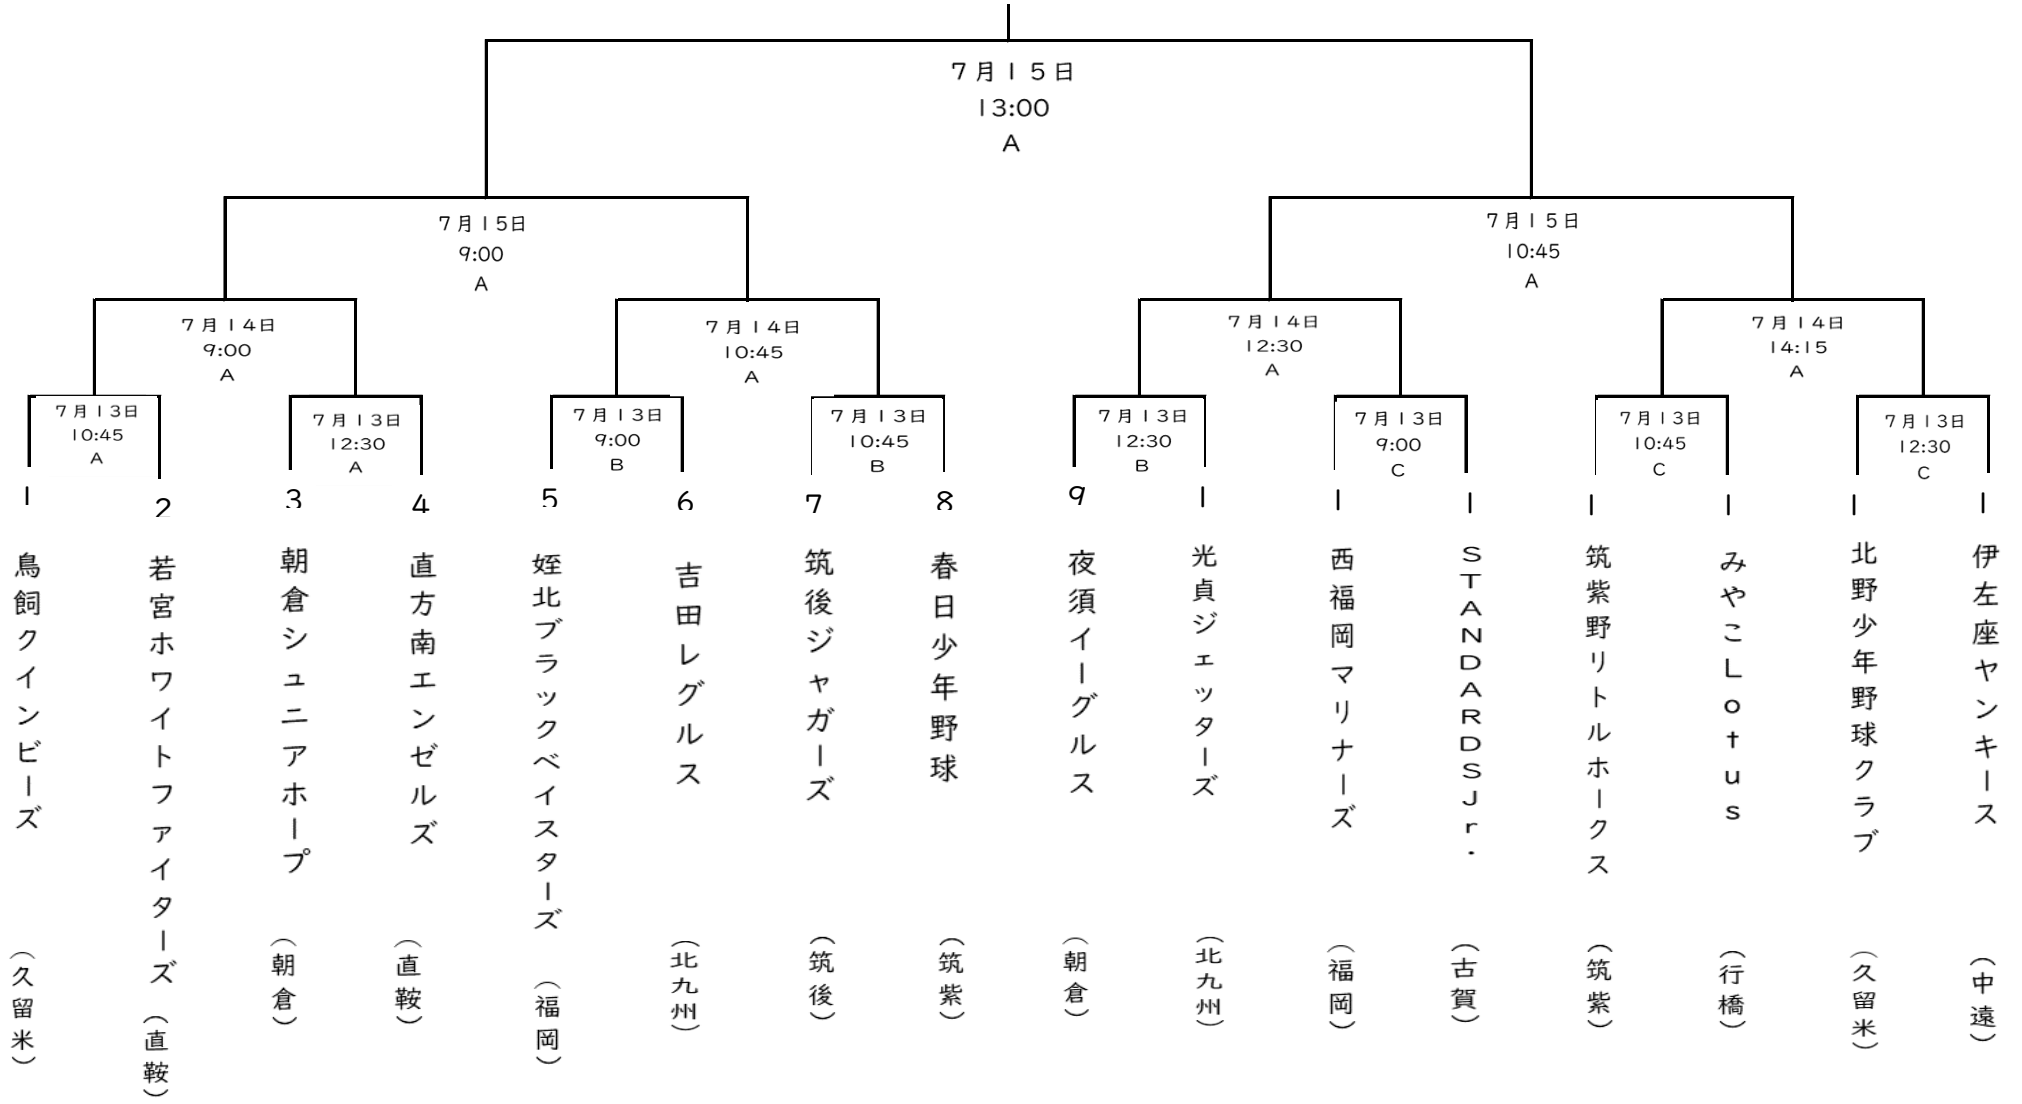 7月15日
13:00
A
7月15日
9:00
A
7月15日
10:45
A
7月14日
9:00
A
7月14日
10:45
A
7月14日
12:30
A
7月14日
14:15
A
7月13日
10:45
A
7月13日
12:30
A
7月13日
9:00
B
7月13日
10:45
B
7月13日
12:30
B
7月13日
9:00
C
7月13日
10:45
C
7月13日
12:30
C
1
鳥飼クインビーズ
(久留米)
2
若宮ホワイトファイターズ
(直鞍)
3
朝倉シュニアホープ
(朝倉)
4
直方南エンゼルズ
(直鞍)
5
姪北ブラックベイスターズ
(福岡)
6
吉田レグルス
(北九州)
7
筑後ジャガーズ
(筑後)
8
春日少年野球
(筑紫)
9
夜須イーグルス
(朝倉)
1
光貞ジェッターズ
(北九州)
1
西福岡マリナーズ
(福岡)
1
STANDARDSJr.
(古賀)
1
筑紫野リトルホークス
(筑紫)
1
みやこLotus
(行橋)
1
北野少年野球クラブ
(久留米)
1
伊左座ヤンキース
(中遠)